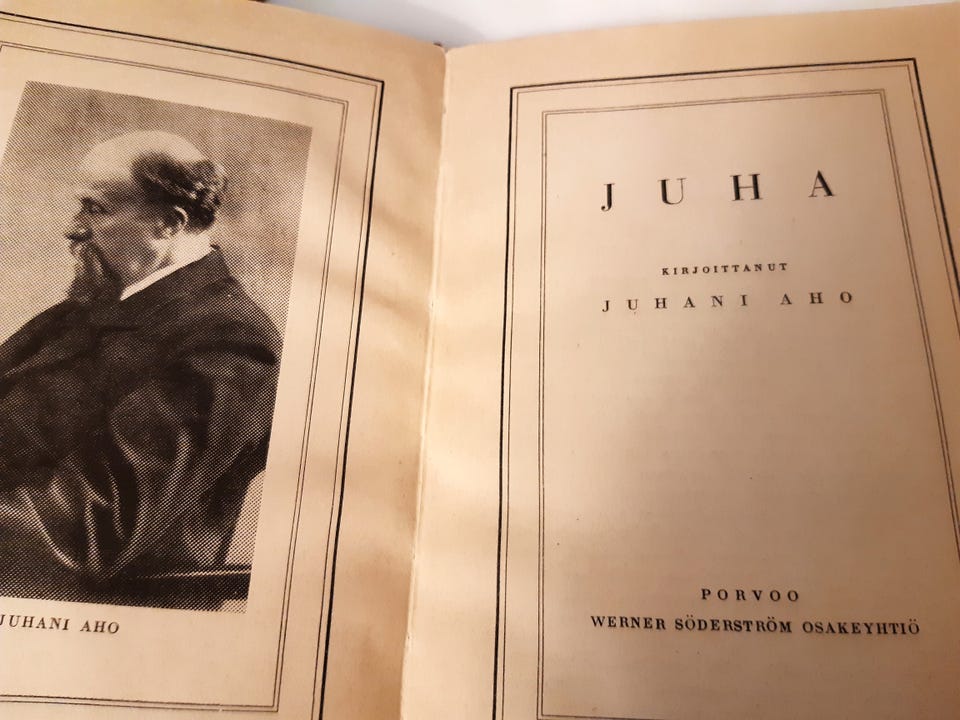 JUHANI AHO
JUHA
KIRJOITTANUT
JUHANI AHO
PORVOO
WERNER SÖDERSTRÖM OSAKEYHTIÖ